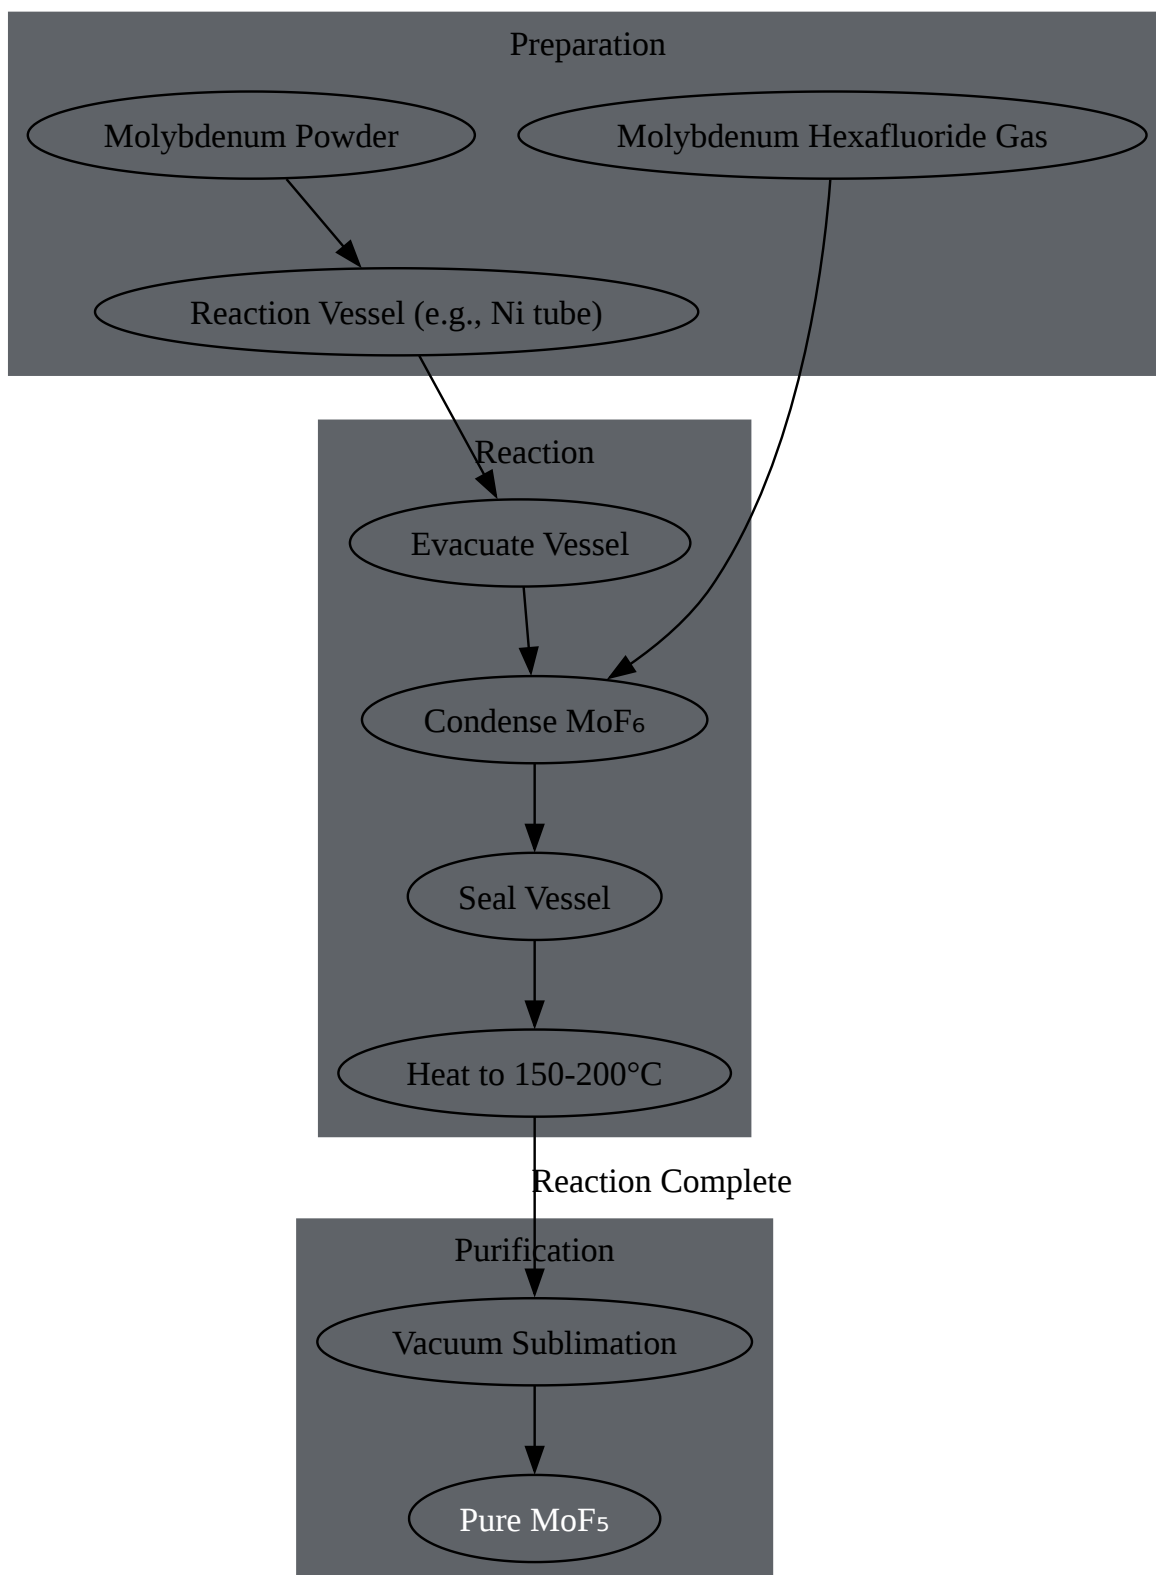 Preparation
Molybdenum Powder
Molybdenum Hexafluoride Gas
Reaction Vessel (e.g., Ni tube)
Reaction
Evacuate Vessel
Condense MoF₆
Seal Vessel
Heat to 150-200°C
Reaction Complete
Purification
Vacuum Sublimation
Pure MoF₅